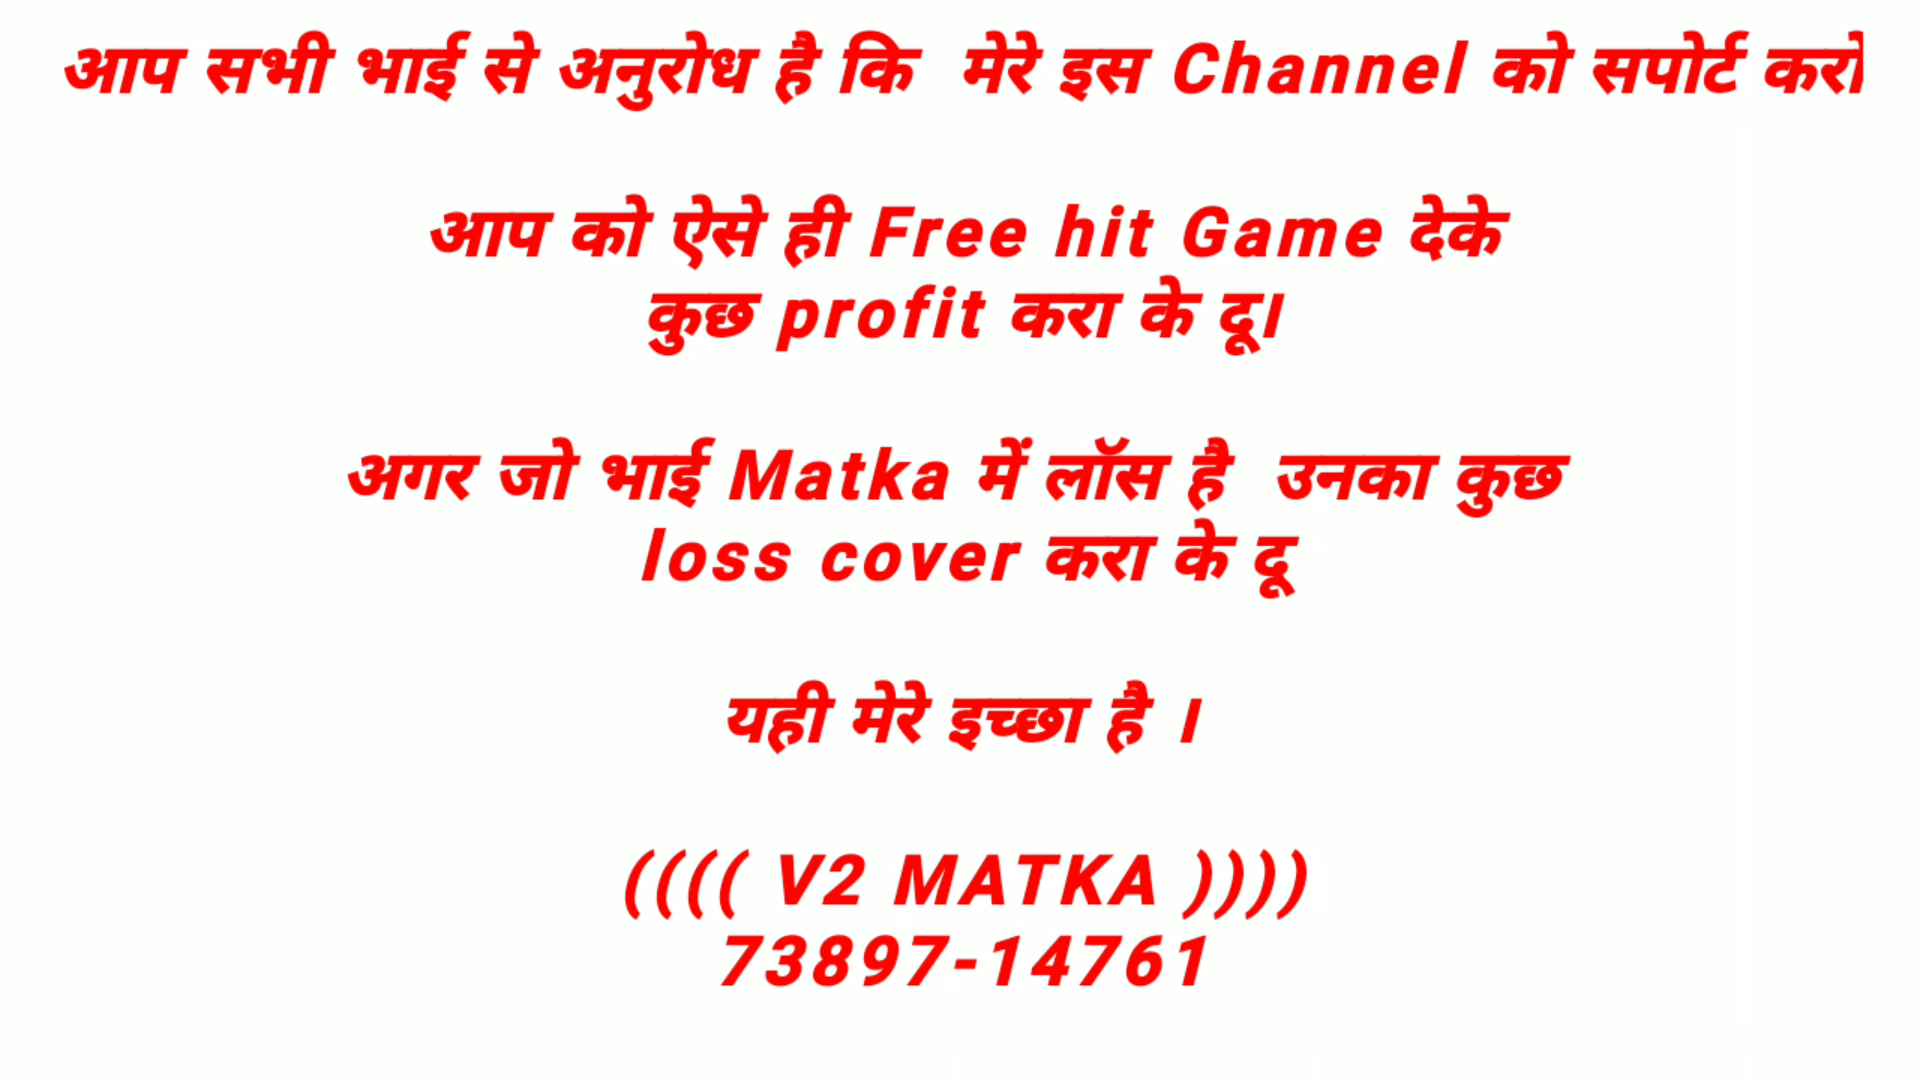 आप सभी भाई से अनुरोध है कि मेरे इस Channel को सपोर्ट करो
आप को ऐसे ही Free hit Game देके
कुछ profit करा के दू।
अगर जो भाई Matka में लॉस है उनका कुछ
loss cover करा के दू
यही मेरे इच्छा है ।
(((( V2 MATKA ))))
73897-14761